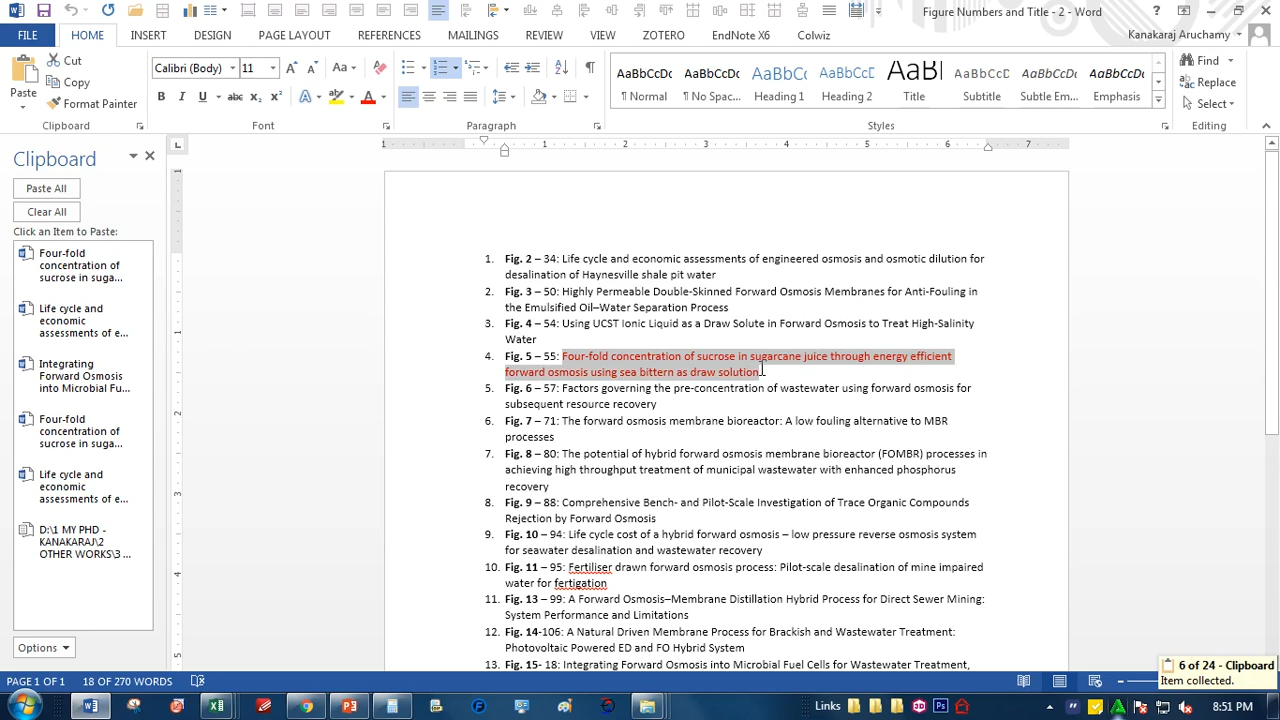 Figure Numbers and Title - 2 - Word
FILE HOME INSERT DESIGN PAGE LAYOUT REFERENCES MAILINGS REVIEW VIEW ZOTERO EndNote X6 Colwiz
Kanakaraj Aruchamy
Paste
Cut
Copy
Format Painter
Clipboard
Calibri (Body) 11
Font
Paragraph
AaBbCcDc AaBbCcDc AaBbCc AaBbCcD AaBl AaBbCcD AaBbCcDc AaBbCcDc
¶ Normal ¶ No Spac... Heading 1 Heading 2 Title Subtitle Subtle Em... Emphasis
Styles
Find
Replace
Select
Editing
Clipboard
Paste All
Clear All
Click an Item to Paste:
Four-fold
concentration of
sucrose in suga...
Life cycle and
economic
assessments of e...
Integrating
Forward Osmosis
into Microbial Fu...
Four-fold
concentration of
sucrose in suga...
Life cycle and
economic
assessments of e...
D:\1 MY PHD -
KANAKARAJ\2
OTHER WORKS\3 ...
Options
1 1 2 3 4 5 6 7
1
1
2
3
4
5
1. Fig. 2 – 34: Life cycle and economic assessments of engineered osmosis and osmotic dilution for
desalination of Haynesville shale pit water
2. Fig. 3 – 50: Highly Permeable Double-Skinned Forward Osmosis Membranes for Anti-Fouling in
the Emulsified Oil–Water Separation Process
3. Fig. 4 – 54: Using UCST Ionic Liquid as a Draw Solute in Forward Osmosis to Treat High-Salinity
Water
4. Fig. 5 – 55: Four-fold concentration of sucrose in sugarcane juice through energy efficient
forward osmosis using sea bittern as draw solution
5. Fig. 6 – 57: Factors governing the pre-concentration of wastewater using forward osmosis for
subsequent resource recovery
6. Fig. 7 – 71: The forward osmosis membrane bioreactor: A low fouling alternative to MBR
processes
7. Fig. 8 – 80: The potential of hybrid forward osmosis membrane bioreactor (FOMBR) processes in
achieving high throughput treatment of municipal wastewater with enhanced phosphorus
recovery
8. Fig. 9 – 88: Comprehensive Bench- and Pilot-Scale Investigation of Trace Organic Compounds
Rejection by Forward Osmosis
9. Fig. 10 – 94: Life cycle cost of a hybrid forward osmosis – low pressure reverse osmosis system
for seawater desalination and wastewater recovery
10. Fig. 11 – 95: Fertiliser drawn forward osmosis process: Pilot-scale desalination of mine impaired
water for fertigation
11. Fig. 13 – 99: A Forward Osmosis–Membrane Distillation Hybrid Process for Direct Sewer Mining:
System Performance and Limitations
12. Fig. 14-106: A Natural Driven Membrane Process for Brackish and Wastewater Treatment:
Photovoltaic Powered ED and FO Hybrid System
13. Fig. 15- 18: Integrating Forward Osmosis into Microbial Fuel Cells for Wastewater Treatment,
6 of 24 - Clipboard
Item collected.
PAGE 1 OF 1 18 OF 270 WORDS
Links
8:51 PM